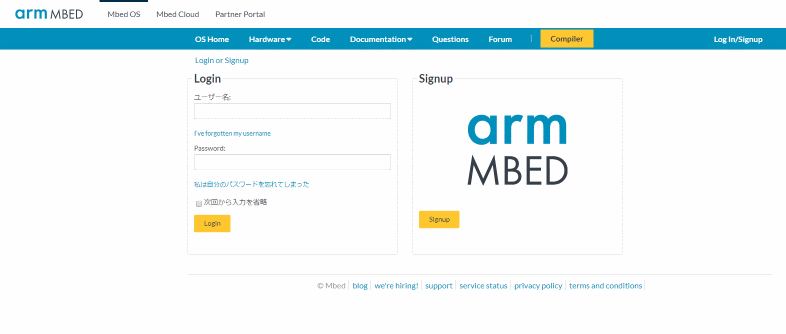 arm MBED Mbed OS Mbed Cloud Partner Portal
OS Home Hardware Code Documentation Questions Forum Compiler Log In/Signup
Login or Signup
Login
ユーザー名:
I've forgotten my username
Password:
私は自分のパスワードを忘れてしまった
次回から入力を省略
Login
Signup
arm
MBED
Signup
© Mbed blog we're hiring! support service status privacy policy terms and conditions